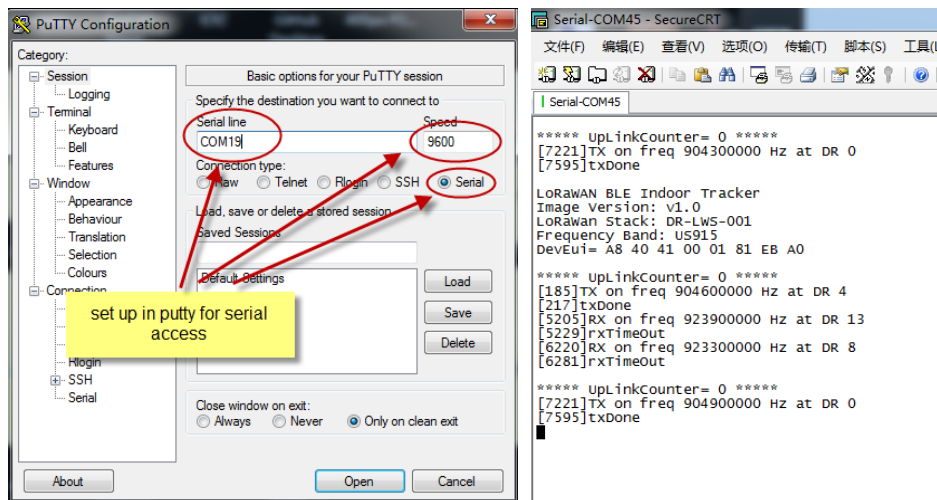 PuTTY Configuration
Category:
Session
Logging
Terminal
Keyboard
Bell
Features
Window
Appearance
Behaviour
Translation
Selection
Colours
Connection
Rlogin
SSH
Serial
Basic options for your PuTTY session
Specify the destination you want to connect to
Serial line Speed
COM19 9600
Connection type:
Raw Telnet Rlogin SSH Serial
Load, save or delete a stored session
Saved Sessions
Default Settings
Load
Save
Delete
set up in putty for serial
access
Close window on exit:
Always Never Only on clean exit
About Open Cancel
Serial-COM45 - SecureCRT
文件(F) 编辑(E) 查看(V) 选项(O) 传输(T) 脚本(S) 工具(L
Serial-COM45
***** UpLinkCounter= 0 *****
[7221]TX on freq 904300000 Hz at DR 0
[7595]txDone
LoRaWAN BLE Indoor Tracker
Image Version: v1.0
LoRaWan Stack: DR-LWS-001
Frequency Band: US915
DevEui= A8 40 41 00 01 81 EB A0
***** UpLinkCounter= 0 *****
[185]TX on freq 904600000 Hz at DR 4
[217]txDone
[5205]RX on freq 923900000 Hz at DR 13
[5229]rxTimeOut
[6220]RX on freq 923300000 Hz at DR 8
[6281]rxTimeOut
***** UpLinkCounter= 0 *****
[7221]TX on freq 904900000 Hz at DR 0
[7595]txDone